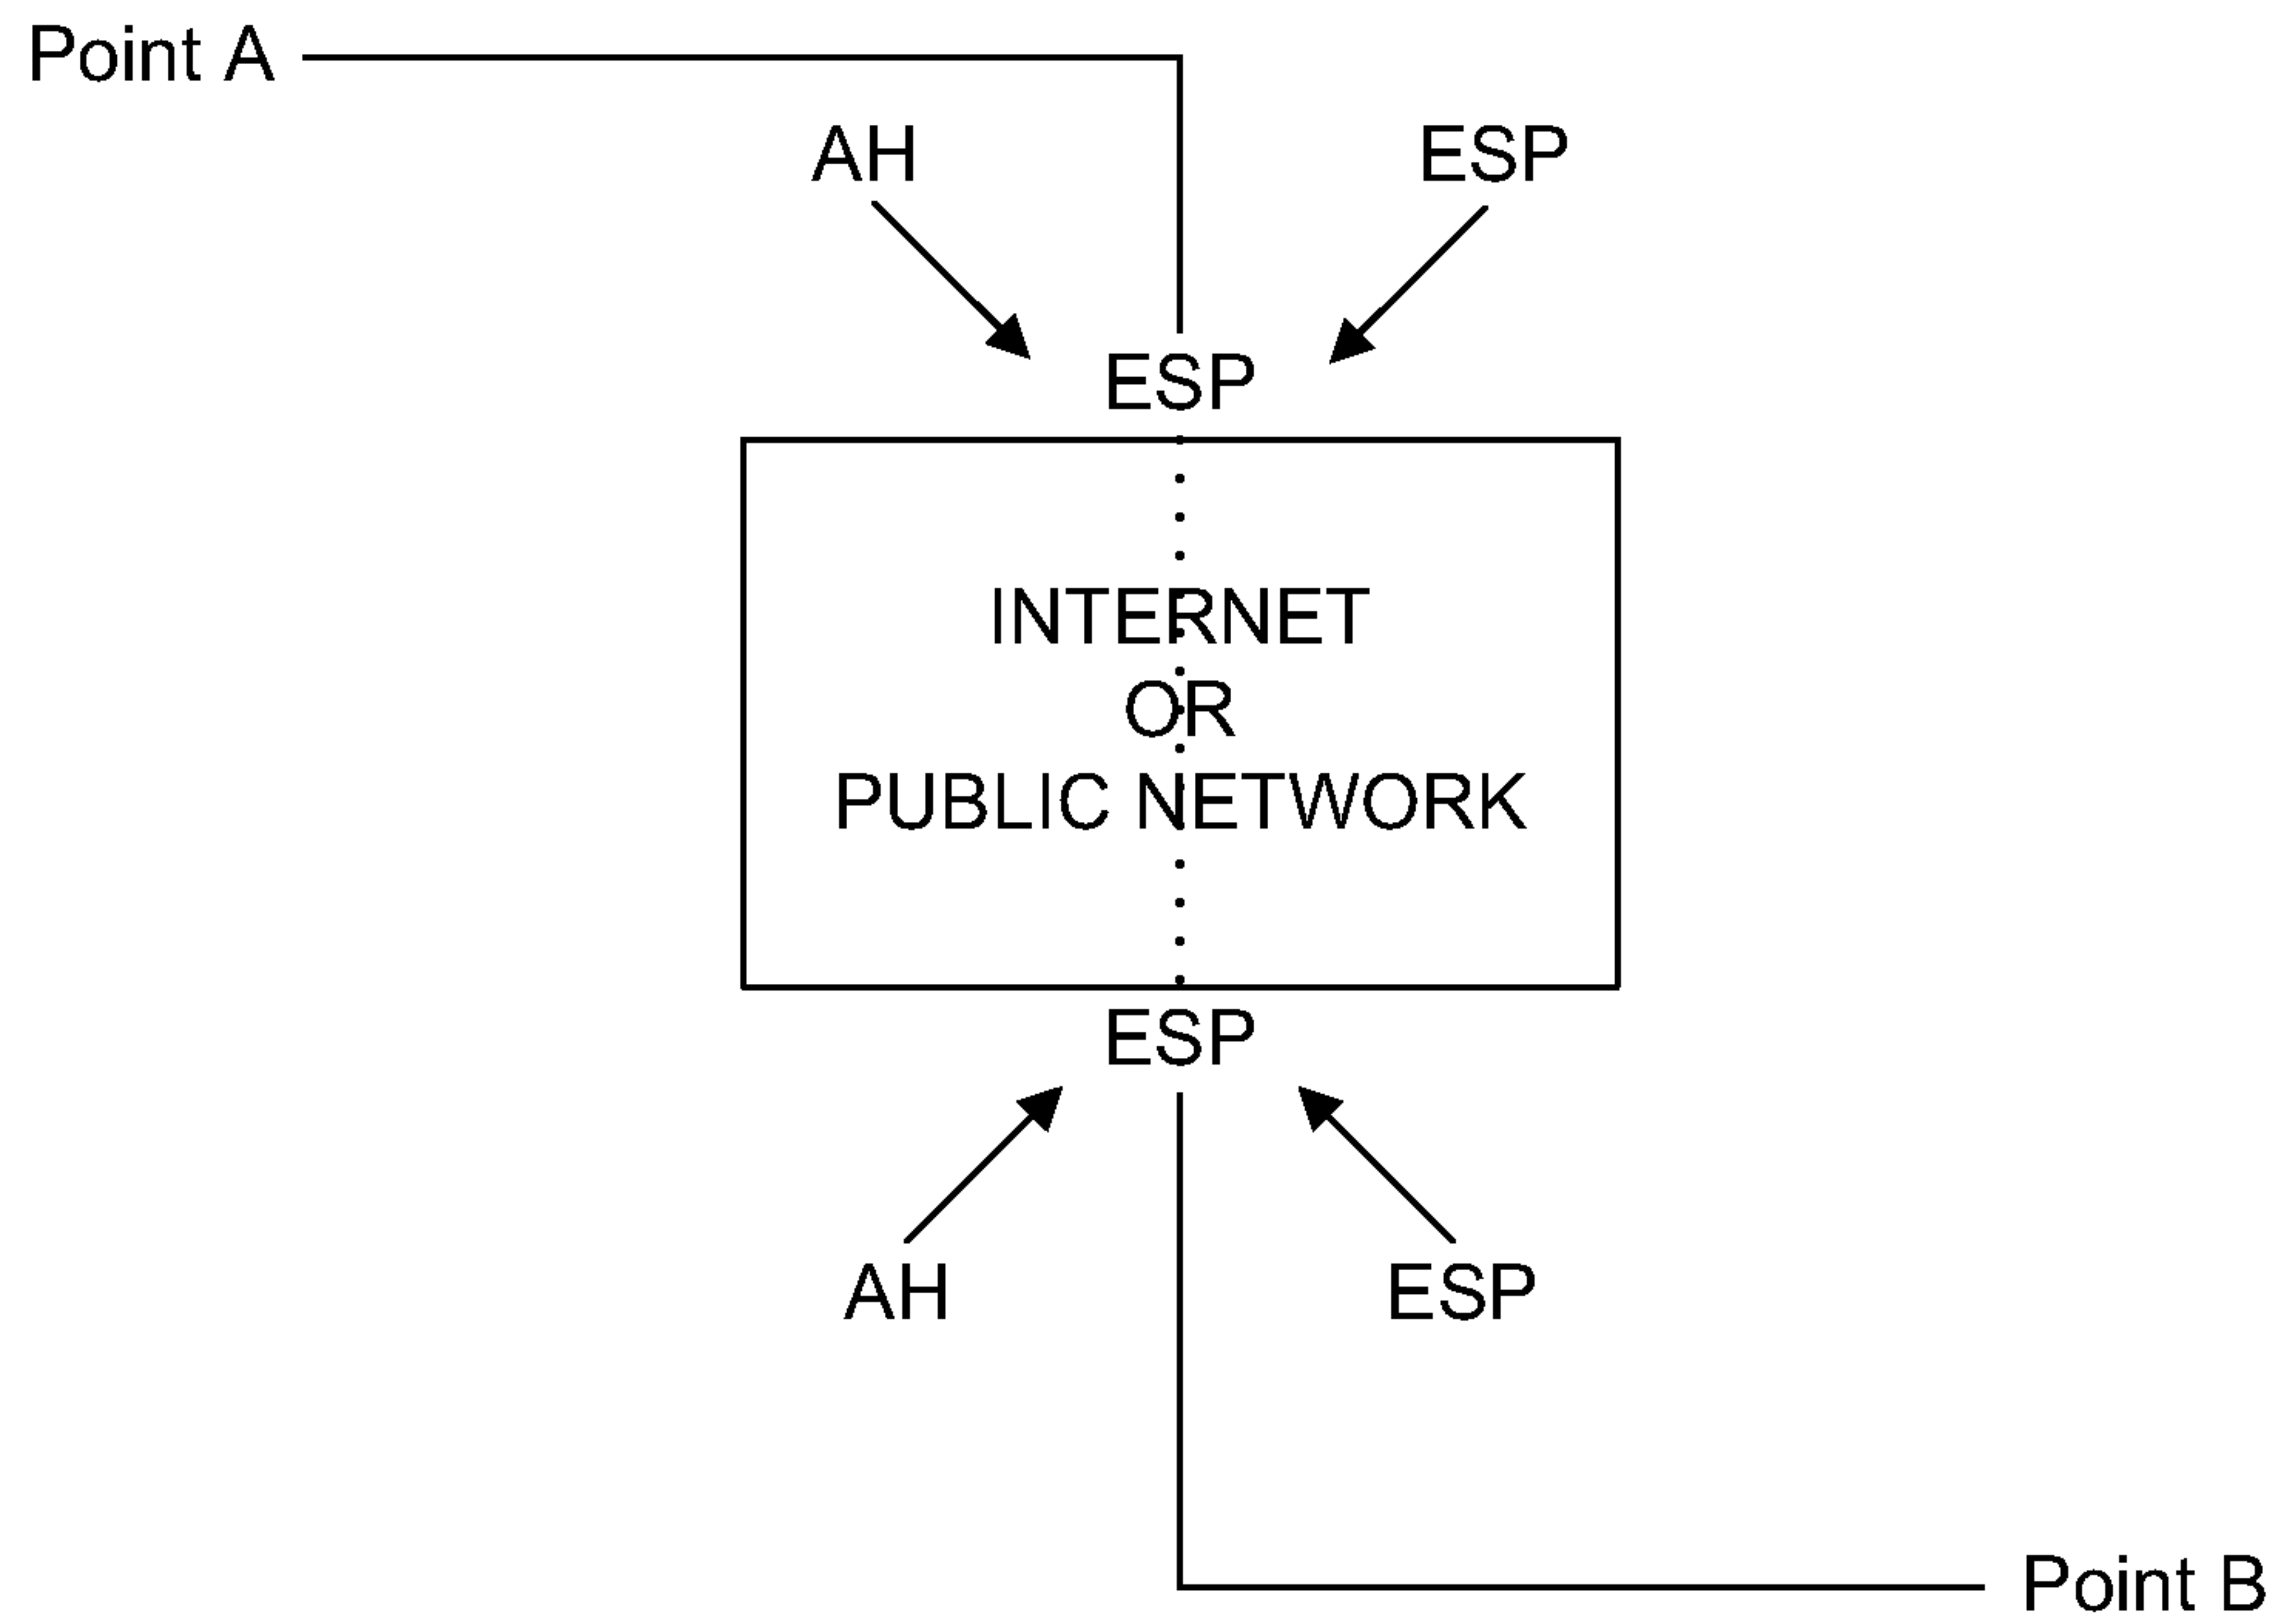 Point A
AH
ESP
ESP
INTERNET
OR
PUBLIC NETWORK
ESP
AH
ESP
Point B